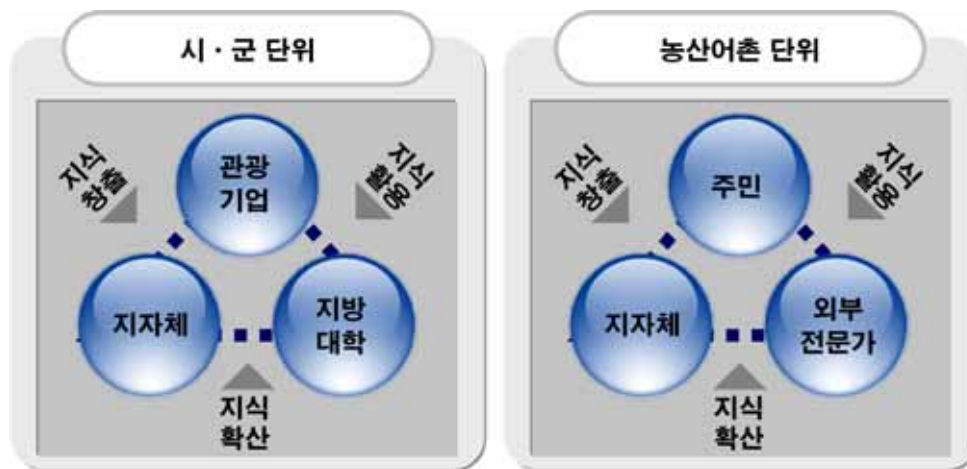 시·군 단위
지식
창출
관광
기업
지식
활용
지자체
지방
대학
지식
확산
농산어촌 단위
지식
창출
주민
지식
활용
지자체
외부
전문가
지식
확산